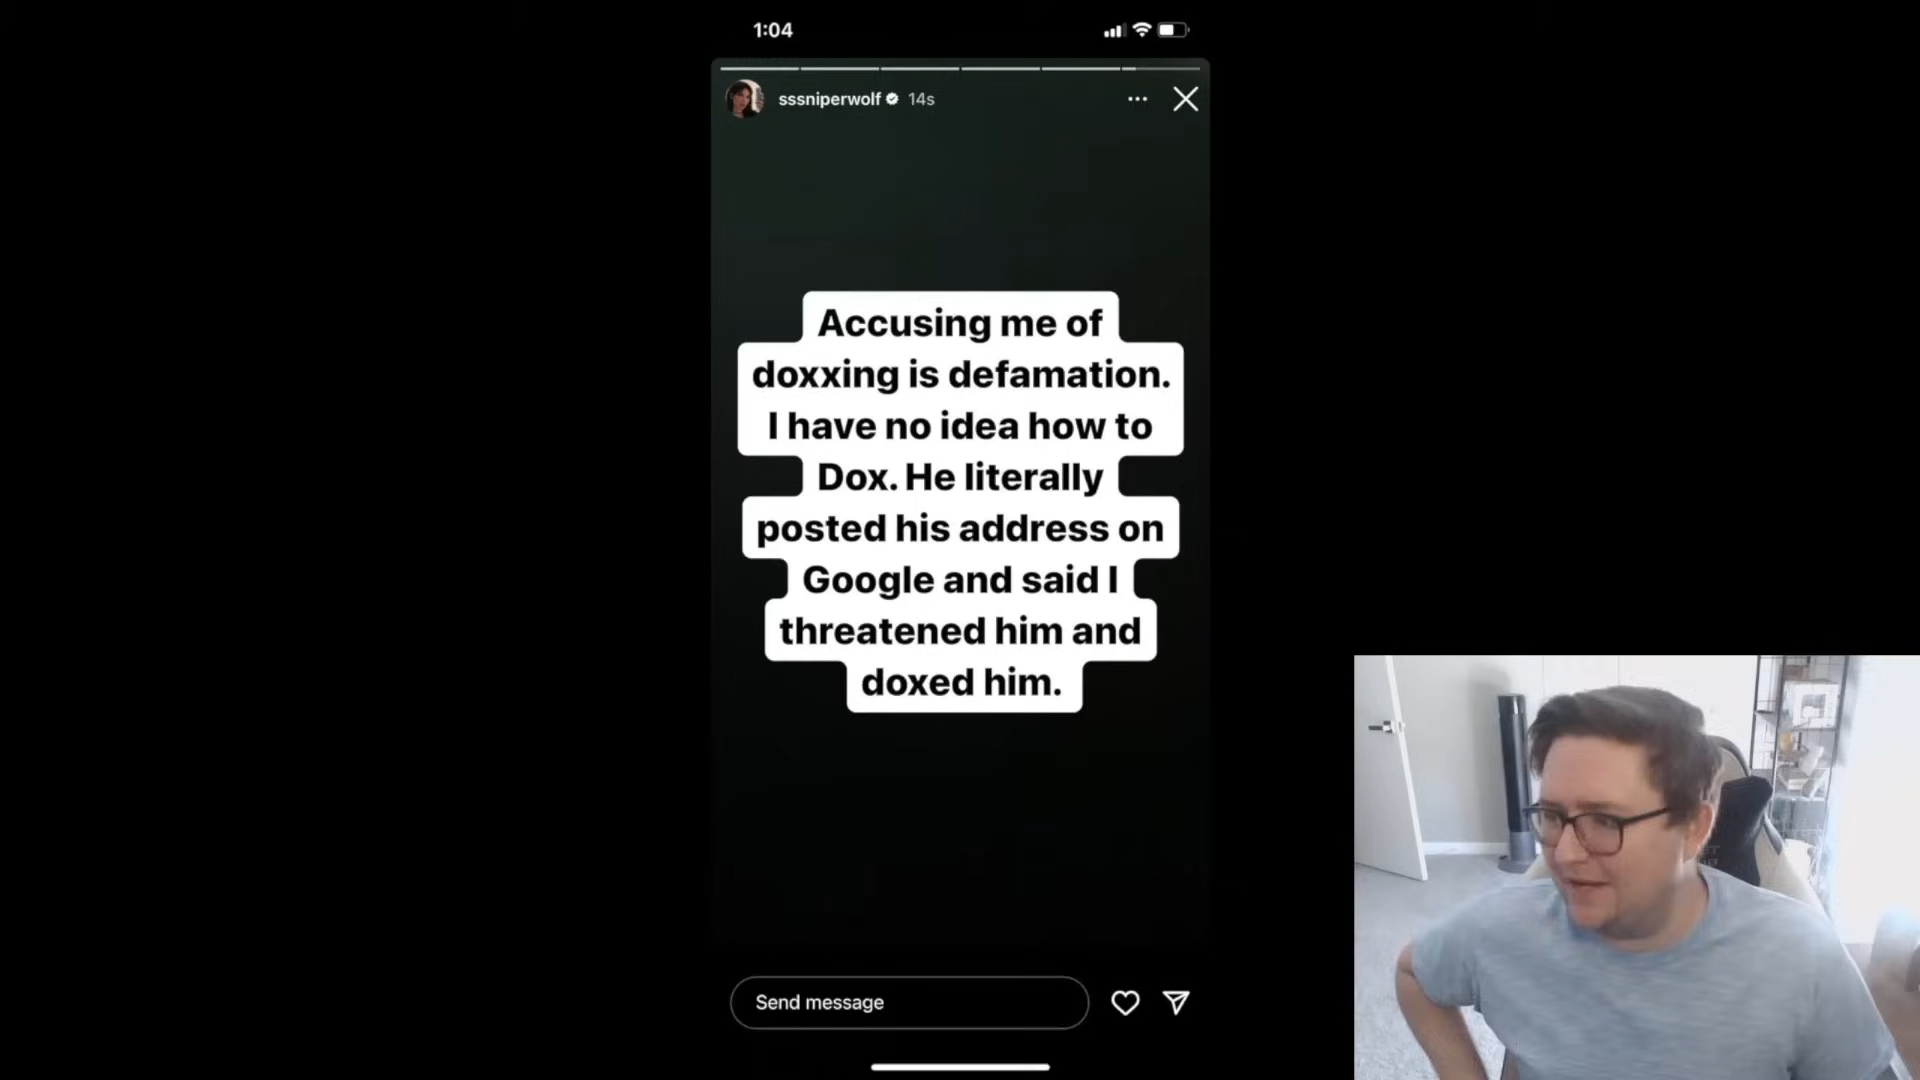 1:04
sssniperwolf 14s
Accusing me of
doxxing is defamation.
I have no idea how to
Dox. He literally
posted his address on
Google and said I
threatened him and
doxed him.
Send message